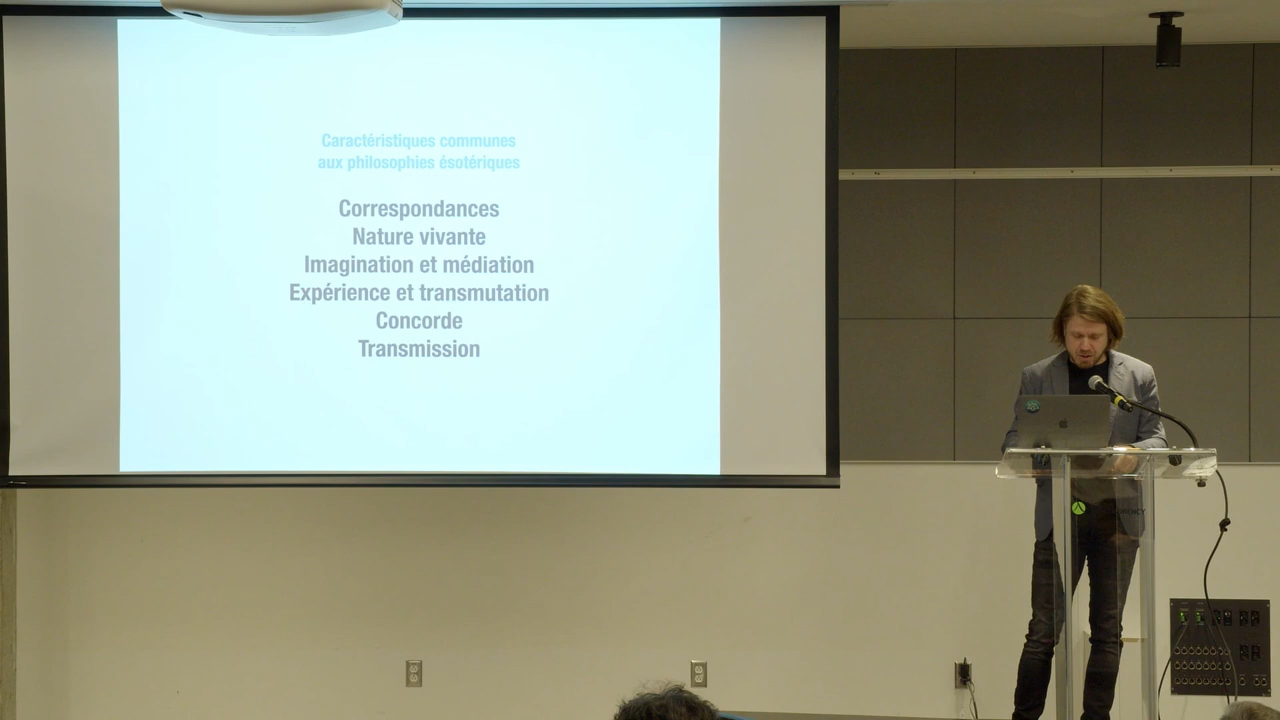 Caractéristiques communes
aux philosophies ésotériques
Correspondances
Nature vivante
Imagination et médiation
Expérience et transmutation
Concorde
Transmission